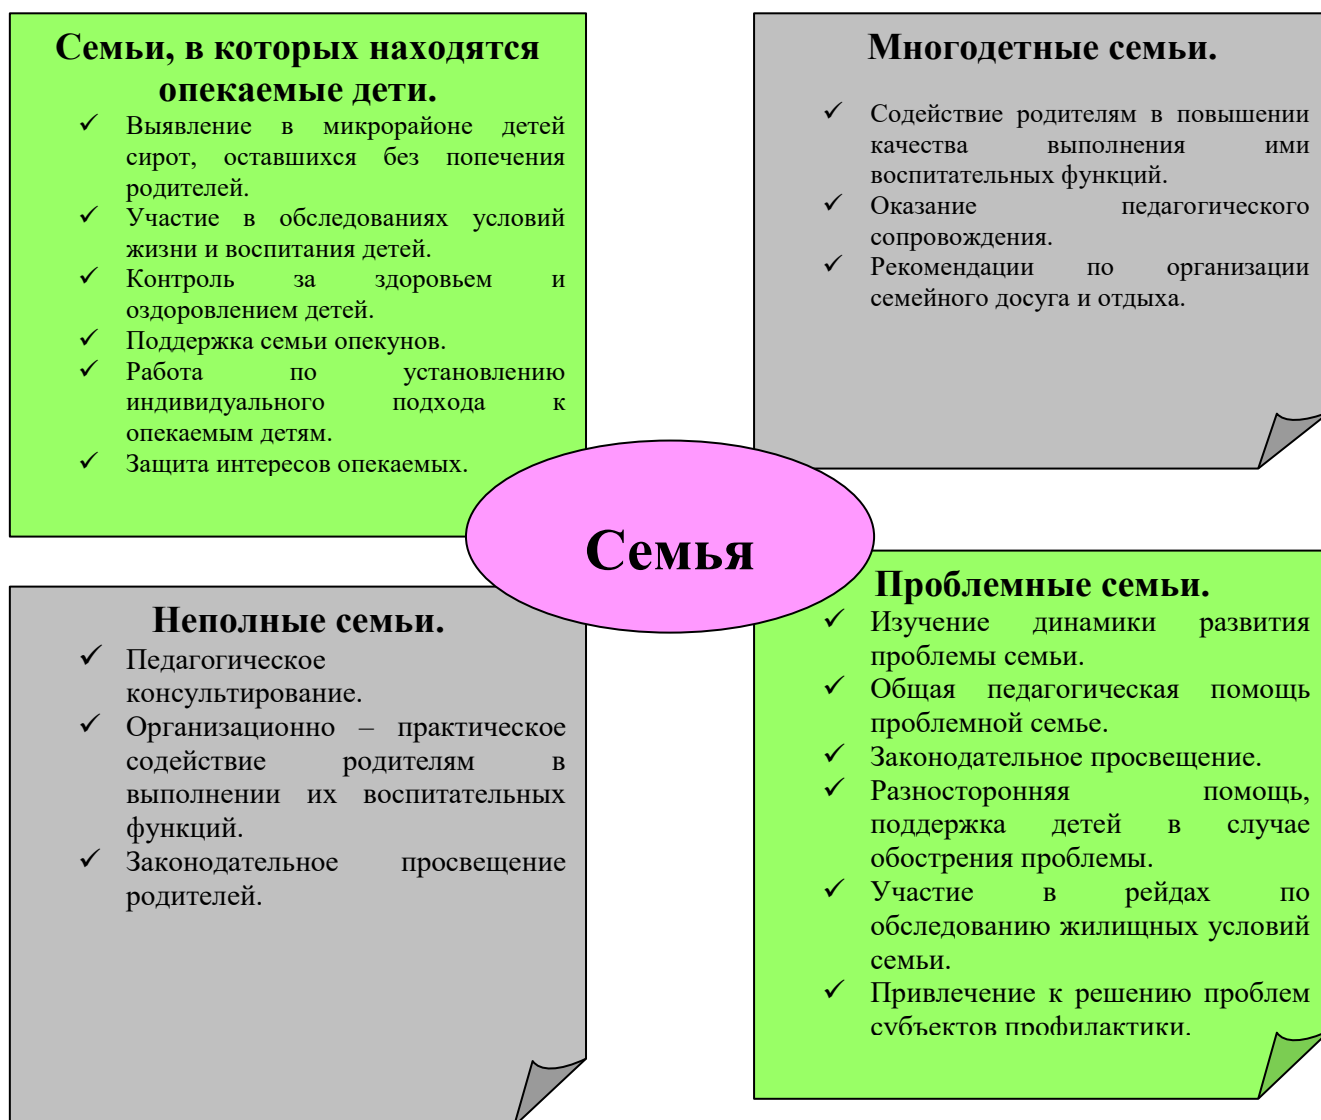 Семьи, в которых находятся
опекаемые дети.
✓ Выявление в микрорайоне детей
сирот, оставшихся без попечения
родителей.
✓ Участие в обследованиях условий
жизни и воспитания детей.
✓ Контроль за здоровьем и
оздоровлением детей.
✓ Поддержка семьи опекунов.
✓ Работа по установлению
индивидуального подхода к
опекаемым детям.
✓ Защита интересов опекаемых.
Многодетные семьи.
✓ Содействие родителям в повышении
качества выполнения ими
воспитательных функций.
✓ Оказание педагогического
сопровождения.
✓ Рекомендации по организации
семейного досуга и отдыха.
Семья
Неполные семьи.
✓ Педагогическое
консультирование.
✓ Организационно – практическое
содействие родителям в
выполнении их воспитательных
функций.
✓ Законодательное просвещение
родителей.
Проблемные семьи.
✓ Изучение динамики развития
проблемы семьи.
✓ Общая педагогическая помощь
проблемной семье.
✓ Законодательное просвещение.
✓ Разносторонняя помощь,
поддержка детей в случае
обострения проблемы.
✓ Участие в рейдах по
обследованию жилищных условий
семьи.
✓ Привлечение к решению проблем
субъектов профилактики.